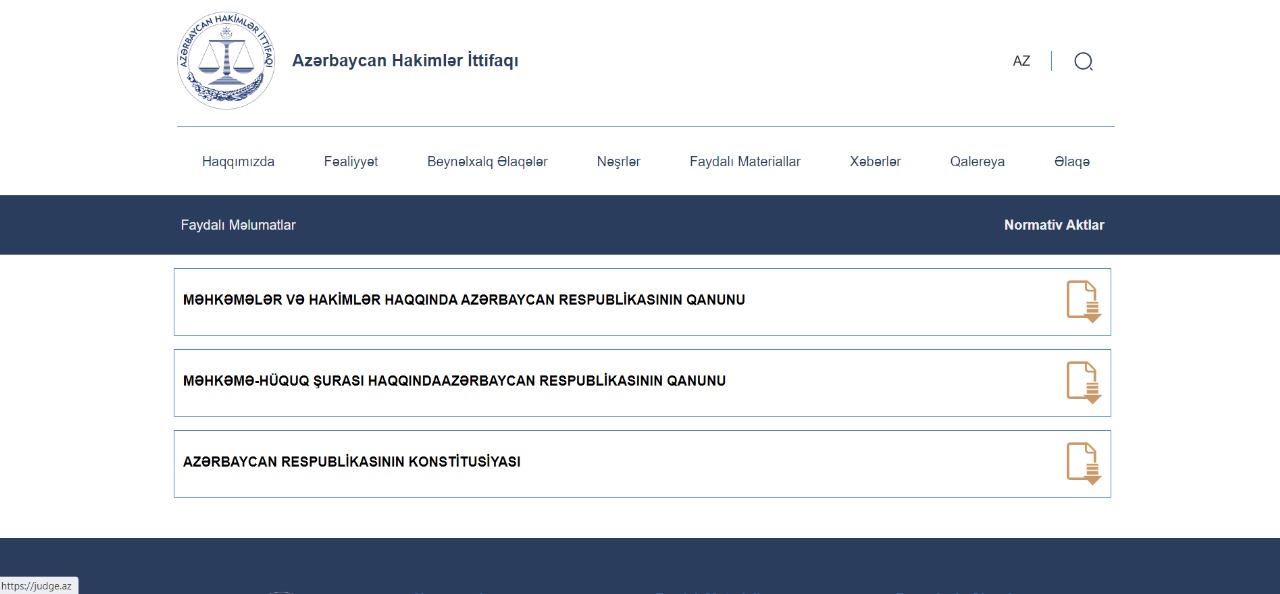 AZƏRBAYCAN HAKİMLƏR İTTİFAQI
Azərbaycan Hakimlər İttifaqı
AZ
Haqqımızda Fəaliyyət Beynəlxalq Əlaqələr Nəşrlər Faydalı Materiallar Xəbərlər Qalereya Əlaqə
Faydalı Məlumatlar Normativ Aktlar
MƏHKƏMƏLƏR VƏ HAKİMLƏR HAQQINDA AZƏRBAYCAN RESPUBLİKASININ QANUNU
MƏHKƏMƏ-HÜQUQ ŞURASI HAQQINDAAZƏRBAYCAN RESPUBLİKASININ QANUNU
AZƏRBAYCAN RESPUBLİKASININ KONSTİTUSİYASI
https://judge.az